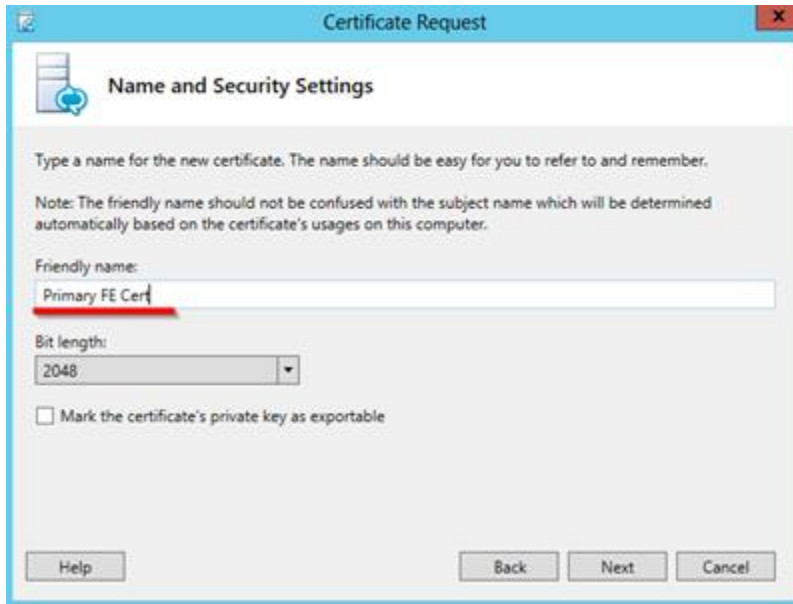 Certificate Request
x
Name and Security Settings
Type a name for the new certificate. The name should be easy for you to refer to and remember.
Note: The friendly name should not be confused with the subject name which will be determined
automatically based on the certificate's usages on this computer.
Friendly name:
Primary FE Cert
Bit length:
2048
Mark the certificate's private key as exportable
Help
Back
Next
Cancel